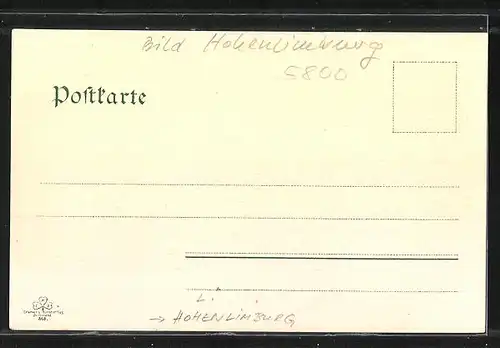 Bild Hohenlimburg
5800
Postkarte
L.
→ HOHENLIMBURG